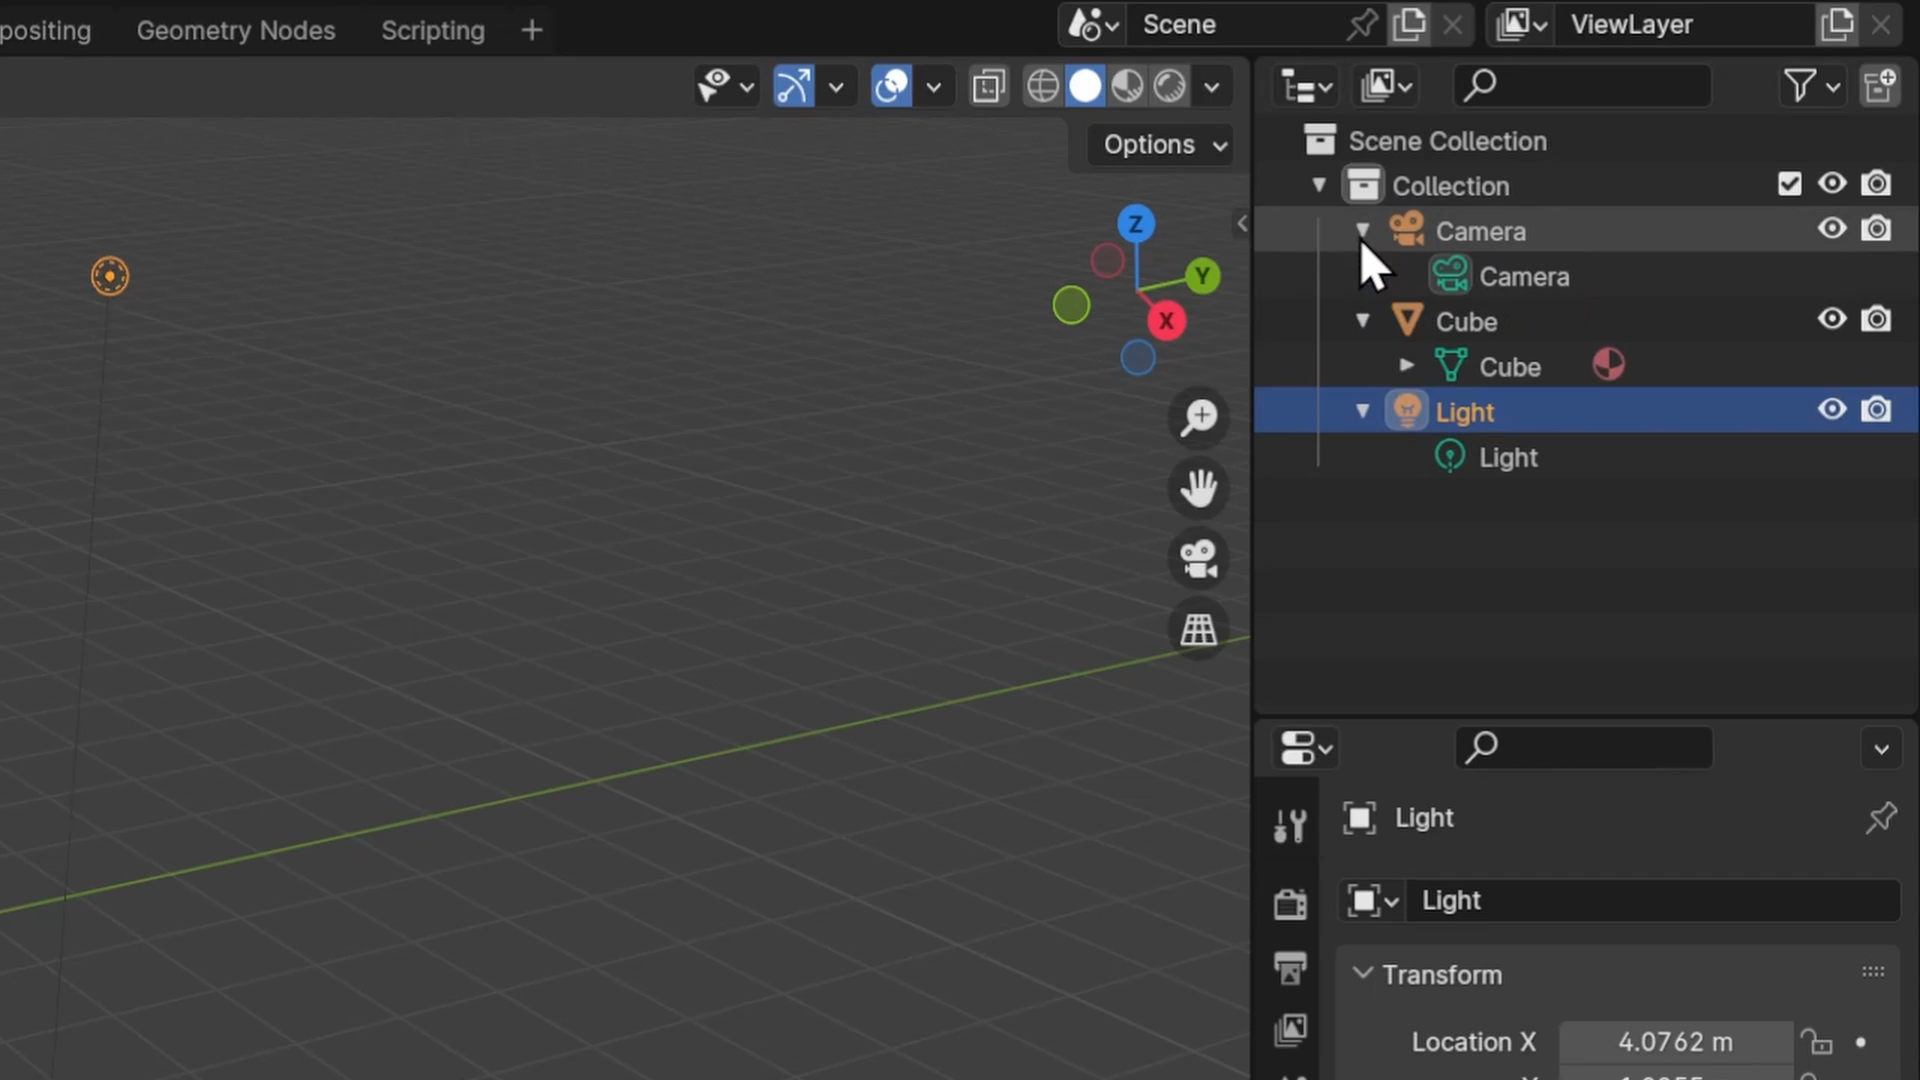 positing Geometry Nodes Scripting + Scene ViewLayer
Options
Z
Y
X
Scene Collection
Collection
Camera
Camera
Cube
Cube
Light
Light
Light
Light
Transform
Location X 4.0762 m